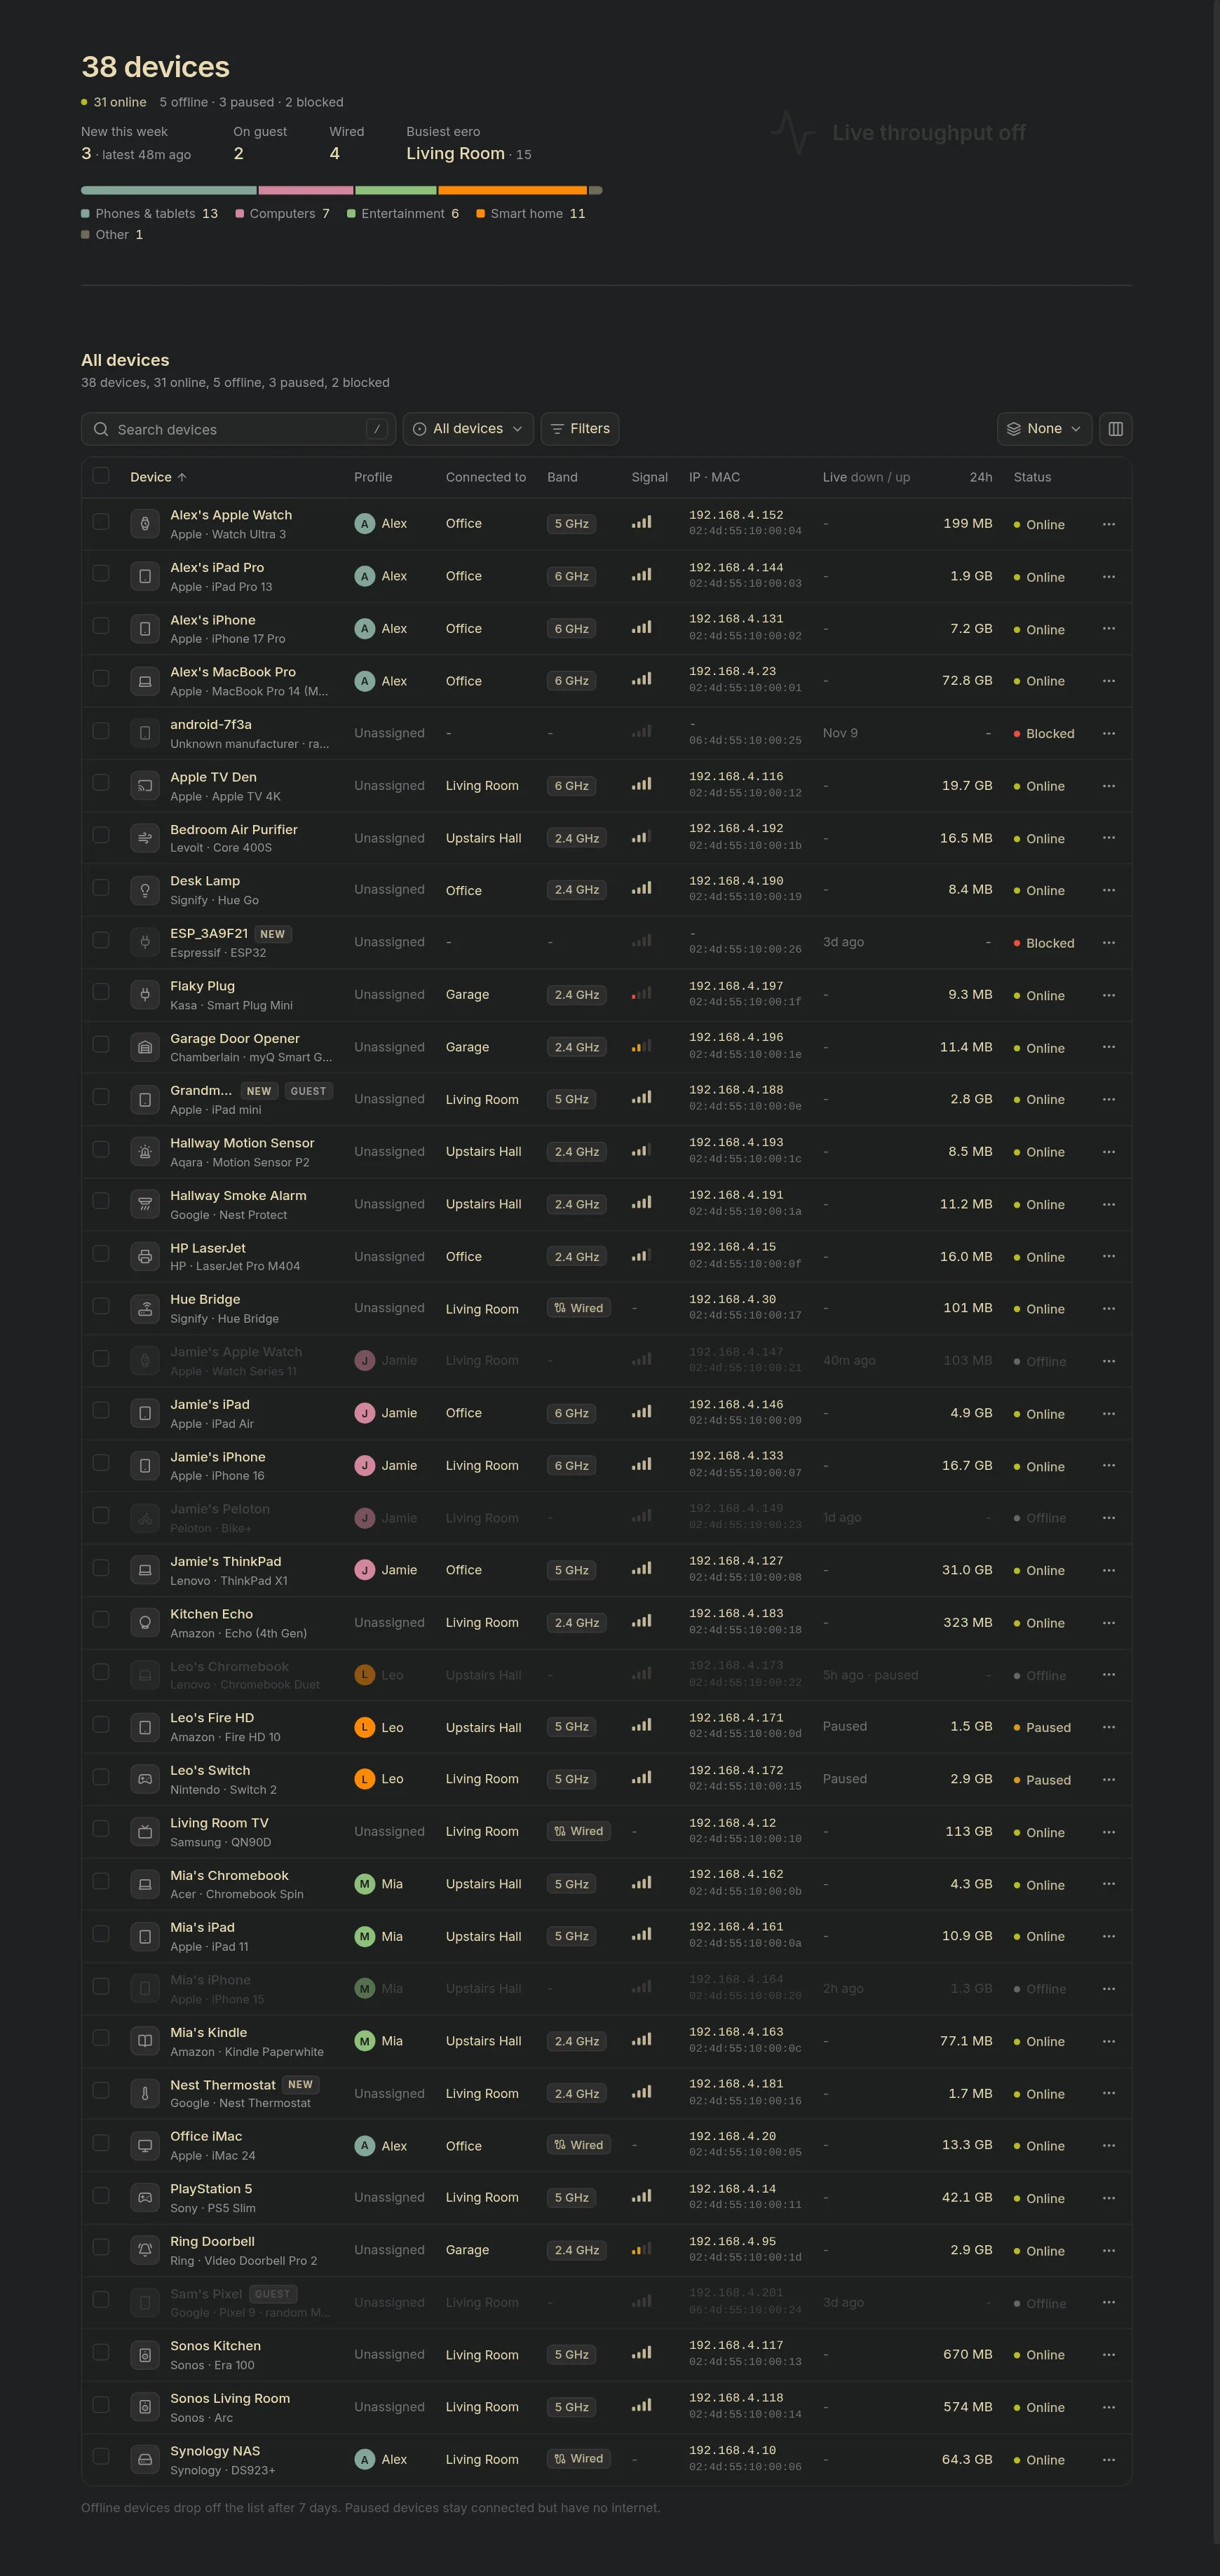 38 devices
31 online 5 offline · 3 paused · 2 blocked
Live throughput off
New this week On guest Wired Busiest eero
3 · latest 48m ago 2 4 Living Room · 15
Phones & tablets 13 Computers 7 Entertainment 6 Smart home 11
Other 1
All devices
38 devices, 31 online, 5 offline, 3 paused, 2 blocked
Search devices / All devices Filters None
Device ↑ Profile Connected to Band Signal IP · MAC Live down / up 24h Status
Alex's Apple Watch
Apple · Watch Ultra 3
A Alex Office 5 GHz 192.168.4.152
02:4d:55:10:00:04
- 199 MB Online ···
Alex's iPad Pro
Apple · iPad Pro 13
A Alex Office 6 GHz 192.168.4.144
02:4d:55:10:00:03
- 1.9 GB Online ···
Alex's iPhone
Apple · iPhone 17 Pro
A Alex Office 6 GHz 192.168.4.131
02:4d:55:10:00:02
- 7.2 GB Online ···
Alex's MacBook Pro
Apple · MacBook Pro 14 (M...
A Alex Office 6 GHz 192.168.4.23
02:4d:55:10:00:01
- 72.8 GB Online ···
android-7f3a
Unknown manufacturer · ra...
Unassigned - - -
06:4d:55:10:00:25
Nov 9 - Blocked ···
Apple TV Den
Apple · Apple TV 4K
Unassigned Living Room 6 GHz 192.168.4.116
02:4d:55:10:00:12
- 19.7 GB Online ···
Bedroom Air Purifier
Levoit · Core 400S
Unassigned Upstairs Hall 2.4 GHz 192.168.4.192
02:4d:55:10:00:1b
- 16.5 MB Online ···
Desk Lamp
Signify · Hue Go
Unassigned Office 2.4 GHz 192.168.4.190
02:4d:55:10:00:19
- 8.4 MB Online ···
ESP_3A9F21 NEW
Espressif · ESP32
Unassigned - - -
02:4d:55:10:00:26
3d ago - Blocked ···
Flaky Plug
Kasa · Smart Plug Mini
Unassigned Garage 2.4 GHz 192.168.4.197
02:4d:55:10:00:1f
- 9.3 MB Online ···
Garage Door Opener
Chamberlain · myQ Smart G...
Unassigned Garage 2.4 GHz 192.168.4.196
02:4d:55:10:00:1e
- 11.4 MB Online ···
Grandm... NEW GUEST
Apple · iPad mini
Unassigned Living Room 5 GHz 192.168.4.188
02:4d:55:10:00:0e
- 2.8 GB Online ···
Hallway Motion Sensor
Aqara · Motion Sensor P2
Unassigned Upstairs Hall 2.4 GHz 192.168.4.193
02:4d:55:10:00:1c
- 8.5 MB Online ···
Hallway Smoke Alarm
Google · Nest Protect
Unassigned Upstairs Hall 2.4 GHz 192.168.4.191
02:4d:55:10:00:1a
- 11.2 MB Online ···
HP LaserJet
HP · LaserJet Pro M404
Unassigned Office 2.4 GHz 192.168.4.15
02:4d:55:10:00:0f
- 16.0 MB Online ···
Hue Bridge
Signify · Hue Bridge
Unassigned Living Room Wired - 192.168.4.30
02:4d:55:10:00:17
- 101 MB Online ···
Jamie's Apple Watch
Apple · Watch Series 11
J Jamie Living Room - 192.168.4.147
02:4d:55:10:00:21
40m ago 103 MB Offline ···
Jamie's iPad
Apple · iPad Air
J Jamie Office 6 GHz 192.168.4.146
02:4d:55:10:00:09
- 4.9 GB Online ···
Jamie's iPhone
Apple · iPhone 16
J Jamie Living Room 6 GHz 192.168.4.133
02:4d:55:10:00:07
- 16.7 GB Online ···
Jamie's Peloton
Peloton · Bike+
J Jamie Living Room - 192.168.4.149
02:4d:55:10:00:23
1d ago - Offline ···
Jamie's ThinkPad
Lenovo · ThinkPad X1
J Jamie Office 5 GHz 192.168.4.127
02:4d:55:10:00:08
- 31.0 GB Online ···
Kitchen Echo
Amazon · Echo (4th Gen)
Unassigned Living Room 2.4 GHz 192.168.4.183
02:4d:55:10:00:18
- 323 MB Online ···
Leo's Chromebook
Lenovo · Chromebook Duet
L Leo Upstairs Hall - 192.168.4.173
02:4d:55:10:00:22
5h ago · paused - Offline ···
Leo's Fire HD
Amazon · Fire HD 10
L Leo Upstairs Hall 5 GHz 192.168.4.171
02:4d:55:10:00:0d
Paused 1.5 GB Paused ···
Leo's Switch
Nintendo · Switch 2
L Leo Living Room 5 GHz 192.168.4.172
02:4d:55:10:00:15
Paused 2.9 GB Paused ···
Living Room TV
Samsung · QN90D
Unassigned Living Room Wired - 192.168.4.12
02:4d:55:10:00:10
- 113 GB Online ···
Mia's Chromebook
Acer · Chromebook Spin
M Mia Upstairs Hall 5 GHz 192.168.4.162
02:4d:55:10:00:0b
- 4.3 GB Online ···
Mia's iPad
Apple · iPad 11
M Mia Upstairs Hall 5 GHz 192.168.4.161
02:4d:55:10:00:0a
- 10.9 GB Online ···
Mia's iPhone
Apple · iPhone 15
M Mia Upstairs Hall - 192.168.4.164
02:4d:55:10:00:20
2h ago 1.3 GB Offline ···
Mia's Kindle
Amazon · Kindle Paperwhite
M Mia Upstairs Hall 2.4 GHz 192.168.4.163
02:4d:55:10:00:0c
- 77.1 MB Online ···
Nest Thermostat NEW
Google · Nest Thermostat
Unassigned Living Room 2.4 GHz 192.168.4.181
02:4d:55:10:00:16
- 1.7 MB Online ···
Office iMac
Apple · iMac 24
A Alex Office Wired - 192.168.4.20
02:4d:55:10:00:05
- 13.3 GB Online ···
PlayStation 5
Sony · PS5 Slim
Unassigned Living Room 5 GHz 192.168.4.14
02:4d:55:10:00:11
- 42.1 GB Online ···
Ring Doorbell
Ring · Video Doorbell Pro 2
Unassigned Garage 2.4 GHz 192.168.4.95
02:4d:55:10:00:1d
- 2.9 GB Online ···
Sam's Pixel GUEST
Google · Pixel 9 · random M...
Unassigned Living Room - 192.168.4.201
06:4d:55:10:00:24
3d ago - Offline ···
Sonos Kitchen
Sonos · Era 100
Unassigned Living Room 5 GHz 192.168.4.117
02:4d:55:10:00:13
- 670 MB Online ···
Sonos Living Room
Sonos · Arc
Unassigned Living Room 5 GHz 192.168.4.118
02:4d:55:10:00:14
- 574 MB Online ···
Synology NAS
Synology · DS923+
A Alex Living Room Wired - 192.168.4.10
02:4d:55:10:00:06
- 64.3 GB Online ···
Offline devices drop off the list after 7 days. Paused devices stay connected but have no internet.